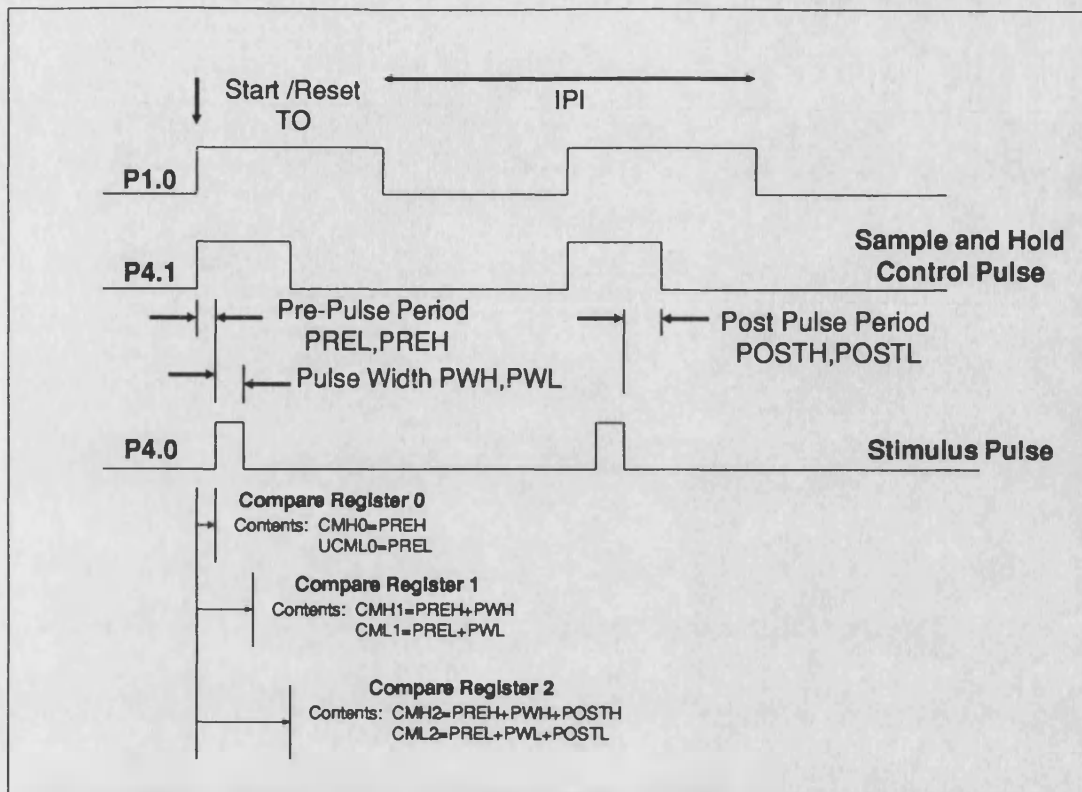 Start /Reset
TO
IPI
P1.0
P4.1
Sample and Hold
Control Pulse
Pre-Pulse Period
PREL,PREH
Post Pulse Period
POSTH,POSTL
Pulse Width PWH,PWL
P4.0
Stimulus Pulse
Compare Register 0
Contents: CMH0=PREH
UCML0=PREL
Compare Register 1
Contents: CMH1=PREH+PWH
CML1=PREL+PWL
Compare Register 2
Contents: CMH2=PREH+PWH+POSTH
CML2=PREL+PWL+POSTL